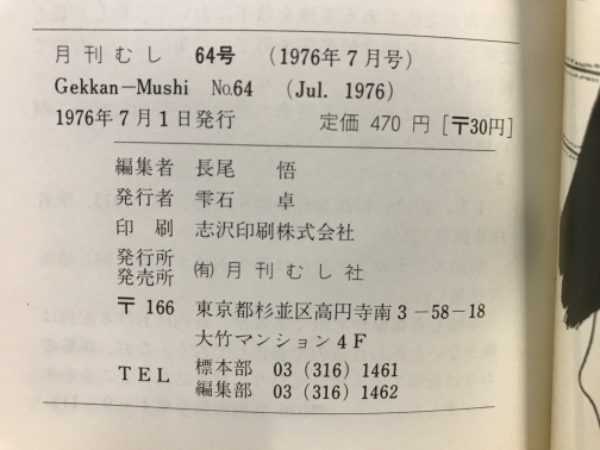 月刊むし 64号 (1976年7月号)
Gekkan-Mushi No.64 (Jul. 1976)
1976年7月1日発行 定価 470 円 [〒30円]
編集者 長尾 悟
発行者 雫石 卓
印 刷 志沢印刷株式会社
発行所
発売所 ㈲月刊むし社
〒 166 東京都杉並区高円寺南3-58-18
大竹マンション4F
TEL 標本部 03 (316) 1461
編集部 03 (316) 1462